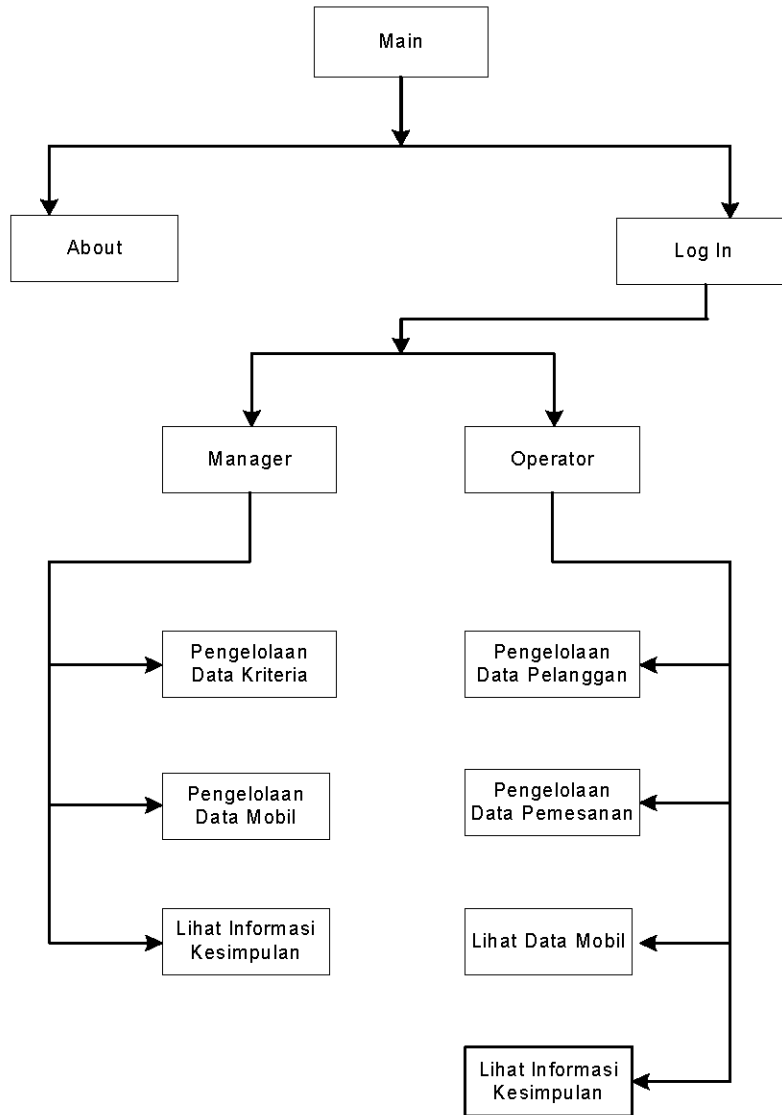 Main
About
Log In
Manager
Operator
Pengelolaan
Data Kriteria
Pengelolaan
Data Pelanggan
Pengelolaan
Data Mobil
Pengelolaan
Data Pemesanan
Lihat Informasi
Kesimpulan
Lihat Data Mobil
Lihat Informasi
Kesimpulan